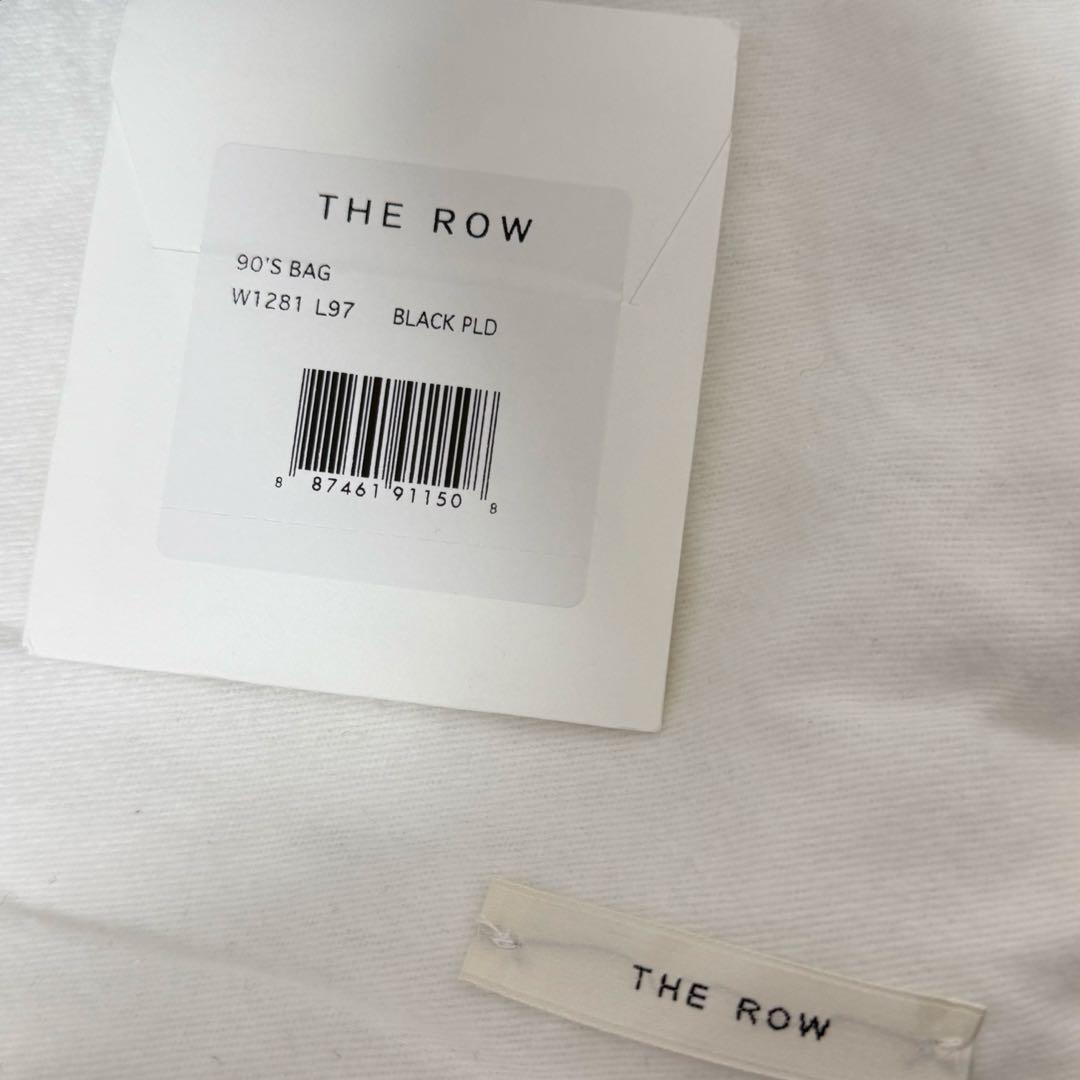 THE ROW
90'S BAG
W1281 L97 BLACK PLD
8 87461 91150 8
THE ROW